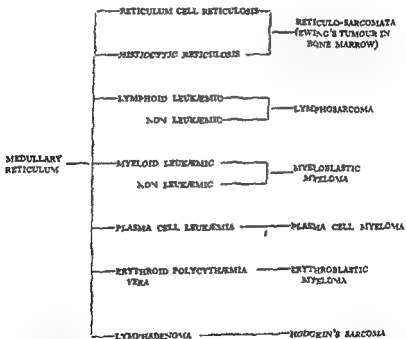 RETICULUM CELL RETICULOSIS
RETICULO-SARCOMATA
(EWING'S TUMOUR IN
BONE MARROW)
HISTIOCYTIC RETICULOSIS
LYMPHOID LEUKÆMIC
LYMPHOSARCOMA
NON LEUKÆMIC
MEDULLARY
RETICULUM
MYELOID LEUKÆMIC
MYELOBLASTIC
MYELOMA
NON LEUKÆMIC
PLASMA CELL LEUKÆMIA
PLASMA CELL MYELOMA
ERYTHROID POLYCYTHÆMIA
VERA
ERYTHROBLASTIC
MYELOMA
LYMPHADENOMA
HODGKIN'S SARCOMA